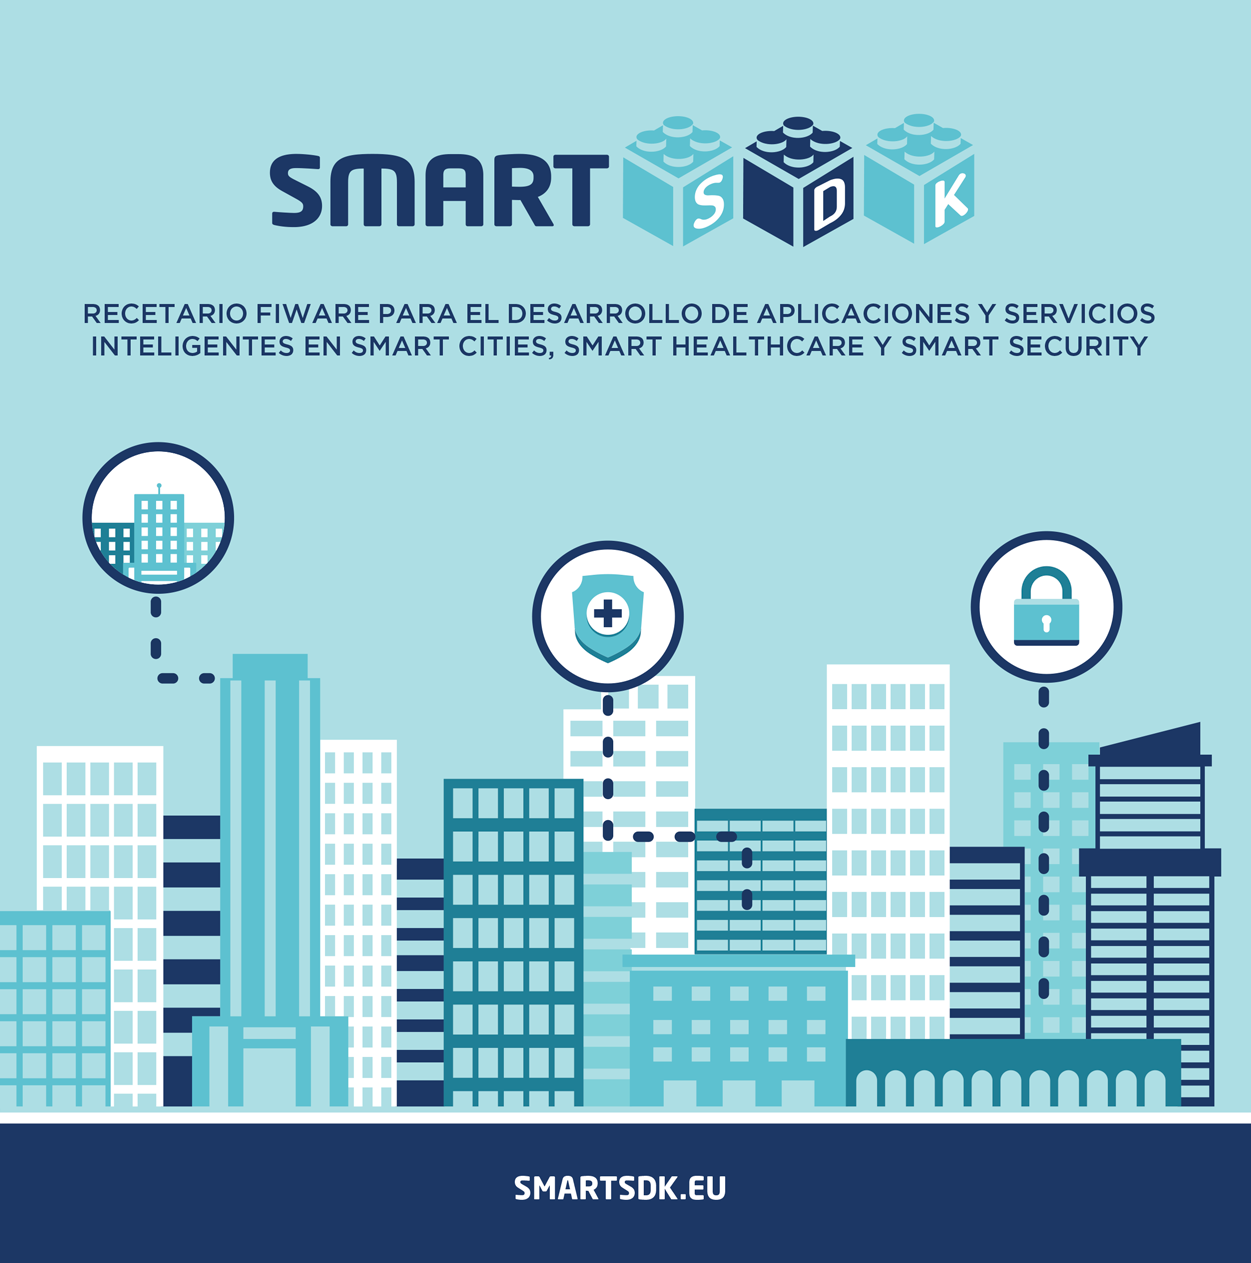 SMART SDK
RECETARIO FIWARE PARA EL DESARROLLO DE APLICACIONES Y SERVICIOS
INTELIGENTES EN SMART CITIES, SMART HEALTHCARE Y SMART SECURITY
SMARTSDK.EU